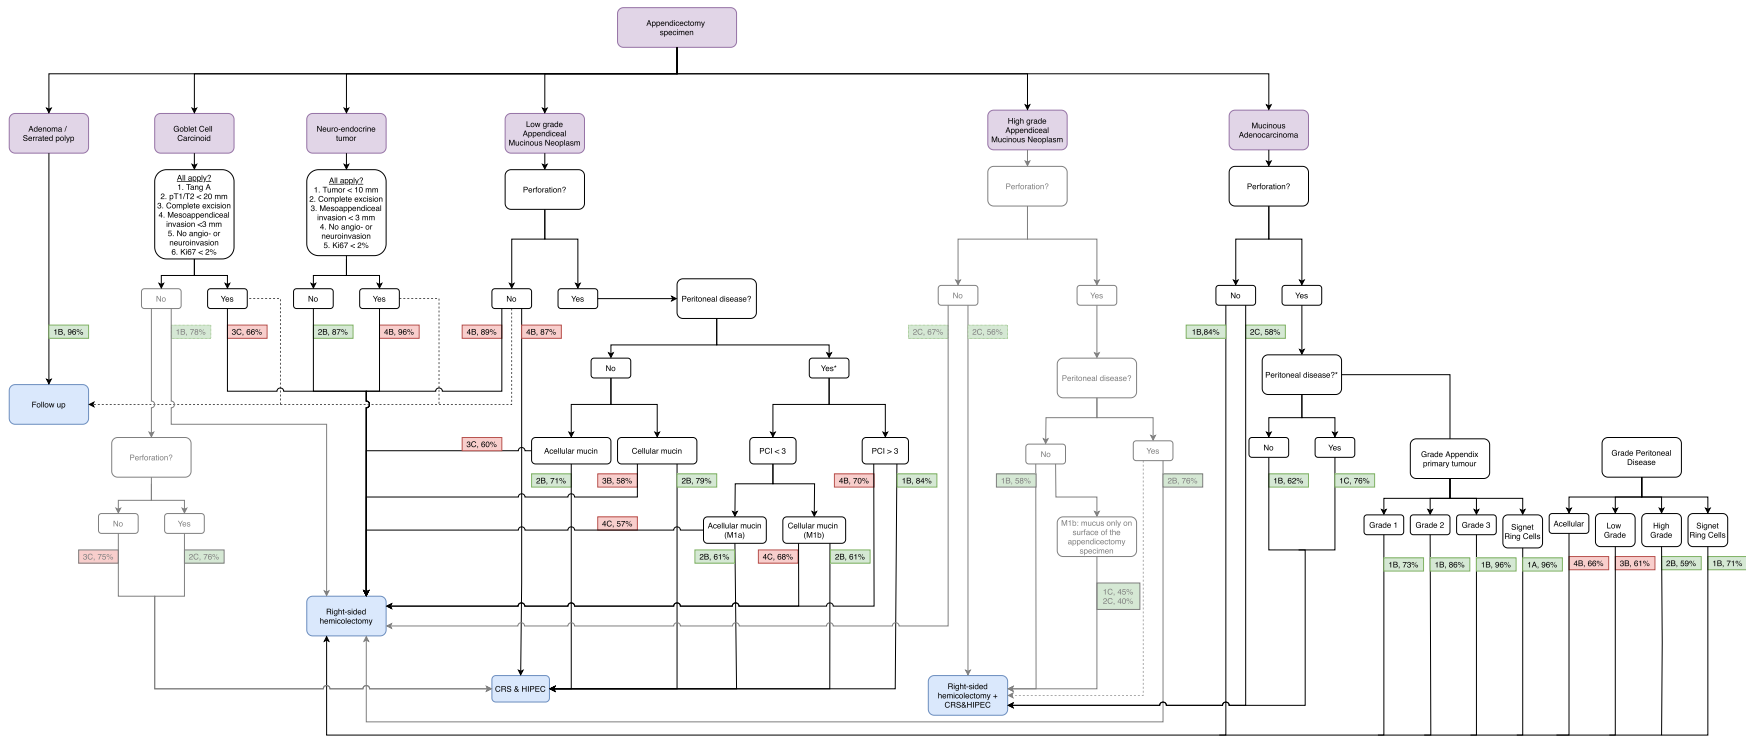 Appendicectomy
specimen
Adenoma /
Serrated polyp
Goblet Cell
Carcinoid
Neuro-endocrine
tumor
Low grade
Appendiceal
Mucinous Neoplasm
High grade
Appendiceal
Mucinous Neoplasm
Mucinous
Adenocarcinoma
All apply?
1. Tang A
2. pT1/T2 < 20 mm
3. Complete excision
4. Mesoappendiceal
invasion <3 mm
5. No angio- or
neuroinvasion
6. Ki67 < 2%
All apply?
1. Tumor < 10 mm
2. Complete excision
3. Mesoappendiceal
invasion < 3 mm
4. No angio- or
neuroinvasion
5. Ki67 < 2%
Perforation?
Perforation?
Perforation?
No
Yes
No
Yes
No
Yes
Peritoneal disease?
No
Yes
No
Yes
1B, 96%
1B, 78%
3C, 66%
2B, 87%
4B, 96%
4B, 89%
4B, 87%
2C, 67%
2C, 56%
1B,84%
2C, 58%
No
Yes*
Peritoneal disease?
Peritoneal disease?*
Follow up
3C, 60%
Acellular mucin
Cellular mucin
PCI < 3
PCI > 3
No
Yes
No
Yes
Perforation?
Grade Appendix
primary tumour
Grade Peritoneal
Disease
2B, 71%
3B, 58%
2B, 79%
4B, 70%
1B, 84%
1B, 58%
2B, 76%
1B, 62%
1C, 76%
No
Yes
4C, 57%
Acellular mucin
(M1a)
Cellular mucin
(M1b)
M1b: mucus only on
surface of the
appendicectomy
specimen
Grade 1
Grade 2
Grade 3
Signet
Ring Cells
Acellular
Low
Grade
High
Grade
Signet
Ring Cells
3C, 75%
2C, 76%
2B, 61%
4C, 68%
2B, 61%
1B, 73%
1B, 86%
1B, 96%
1A, 96%
4B, 66%
3B, 61%
2B, 59%
1B, 71%
1C, 45%
2C, 40%
Right-sided
hemicolectomy
CRS & HIPEC
Right-sided
hemicolectomy +
CRS&HIPEC